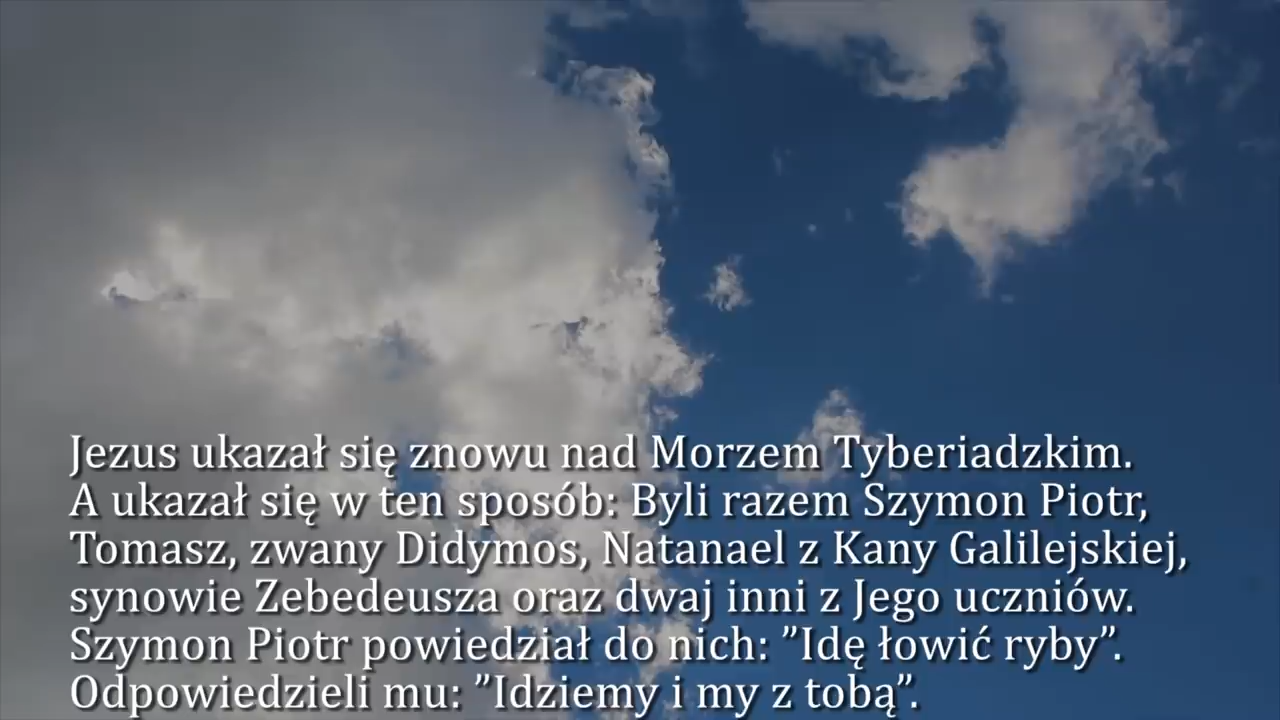 Jezus ukazał się znowu nad Morzem Tyberiadzkim.
A ukazał się w ten sposób: Byli razem Szymon Piotr,
Tomasz, zwany Didymos, Natanael z Kany Galilejskiej,
synowie Zebedeusza oraz dwaj inni z Jego uczniów.
Szymon Piotr powiedział do nich: ”Idę łowić ryby”.
Odpowiedzieli mu: ”Idziemy i my z tobą”.